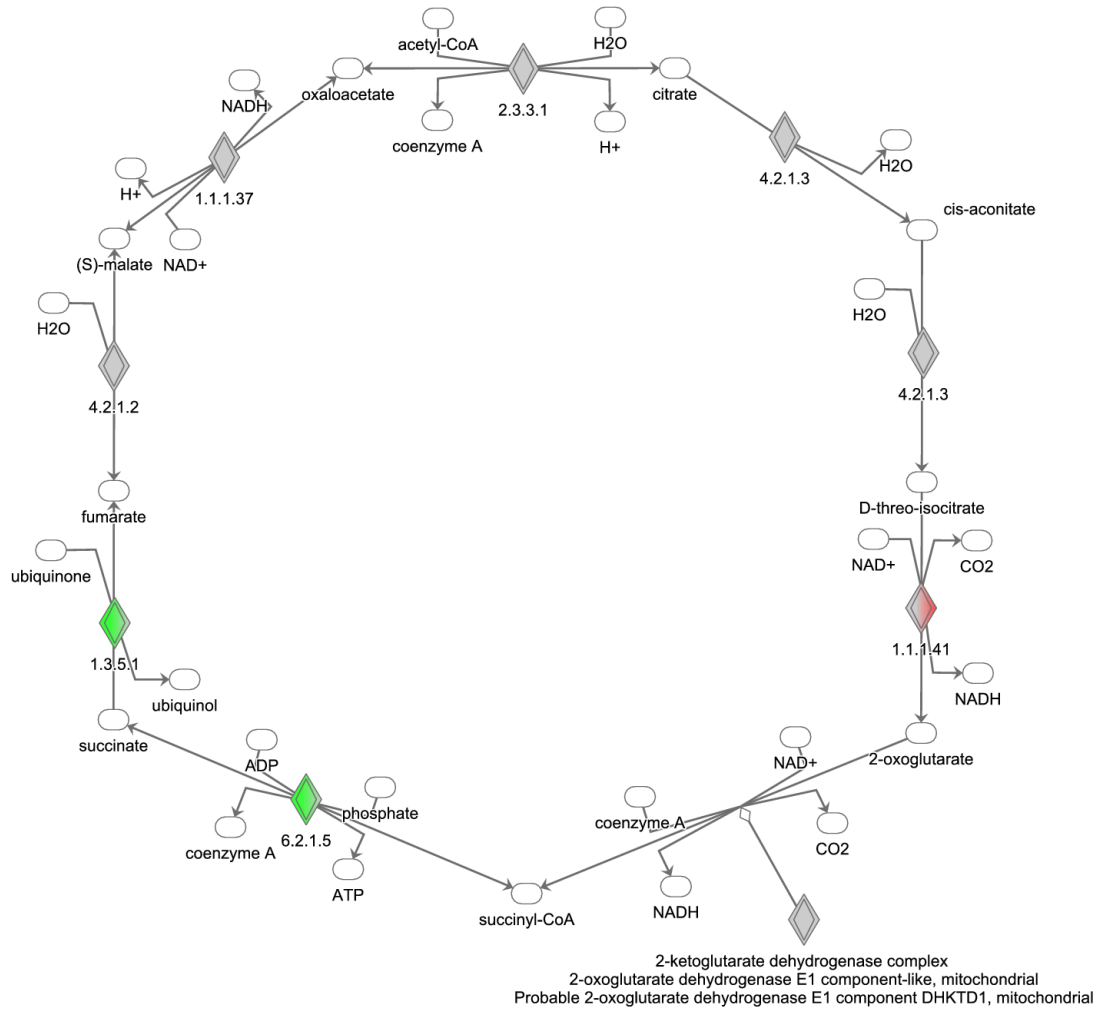 acetyl-CoA
H2O
oxaloacetate
2.3.3.1
citrate
NADH
coenzyme A
H+
H2O
4.2.1.3
H+
1.1.1.37
cis-aconitate
(S)-malate
NAD+
H2O
H2O
4.2.1.2
4.2.1.3
fumarate
D-threo-isocitrate
ubiquinone
NAD+
CO2
1.3.5.1
1.1.1.41
ubiquinol
NADH
succinate
ADP
NAD+
2-oxoglutarate
phosphate
coenzyme A
6.2.1.5
coenzyme A
CO2
ATP
succinyl-CoA
NADH
2-ketoglutarate dehydrogenase complex
2-oxoglutarate dehydrogenase E1 component-like, mitochondrial
Probable 2-oxoglutarate dehydrogenase E1 component DHKTD1, mitochondrial